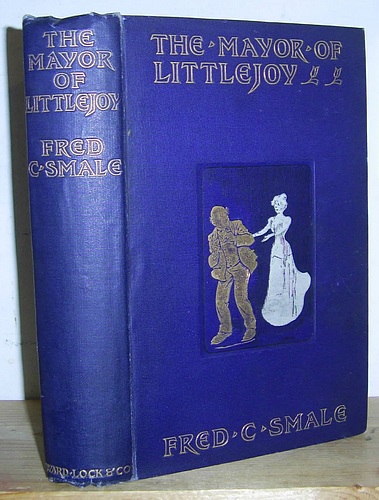 THE
MAYOR
OF
LITTLEJOY
FRED
C·SMALE
WARD·LOCK & Co
THE·MAYOR·OF
LITTLEJOY
FRED·C·SMALE